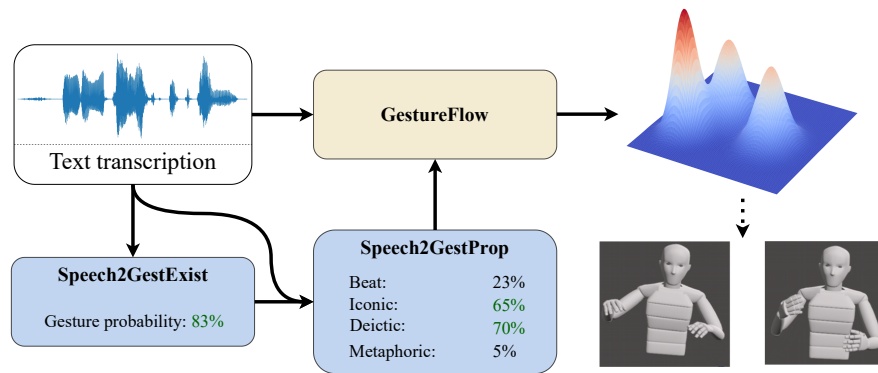 Text transcription
GestureFlow
Speech2GestExist
Gesture probability: 83%
Speech2GestProp
Beat: 23%
Iconic: 65%
Deictic: 70%
Metaphoric: 5%